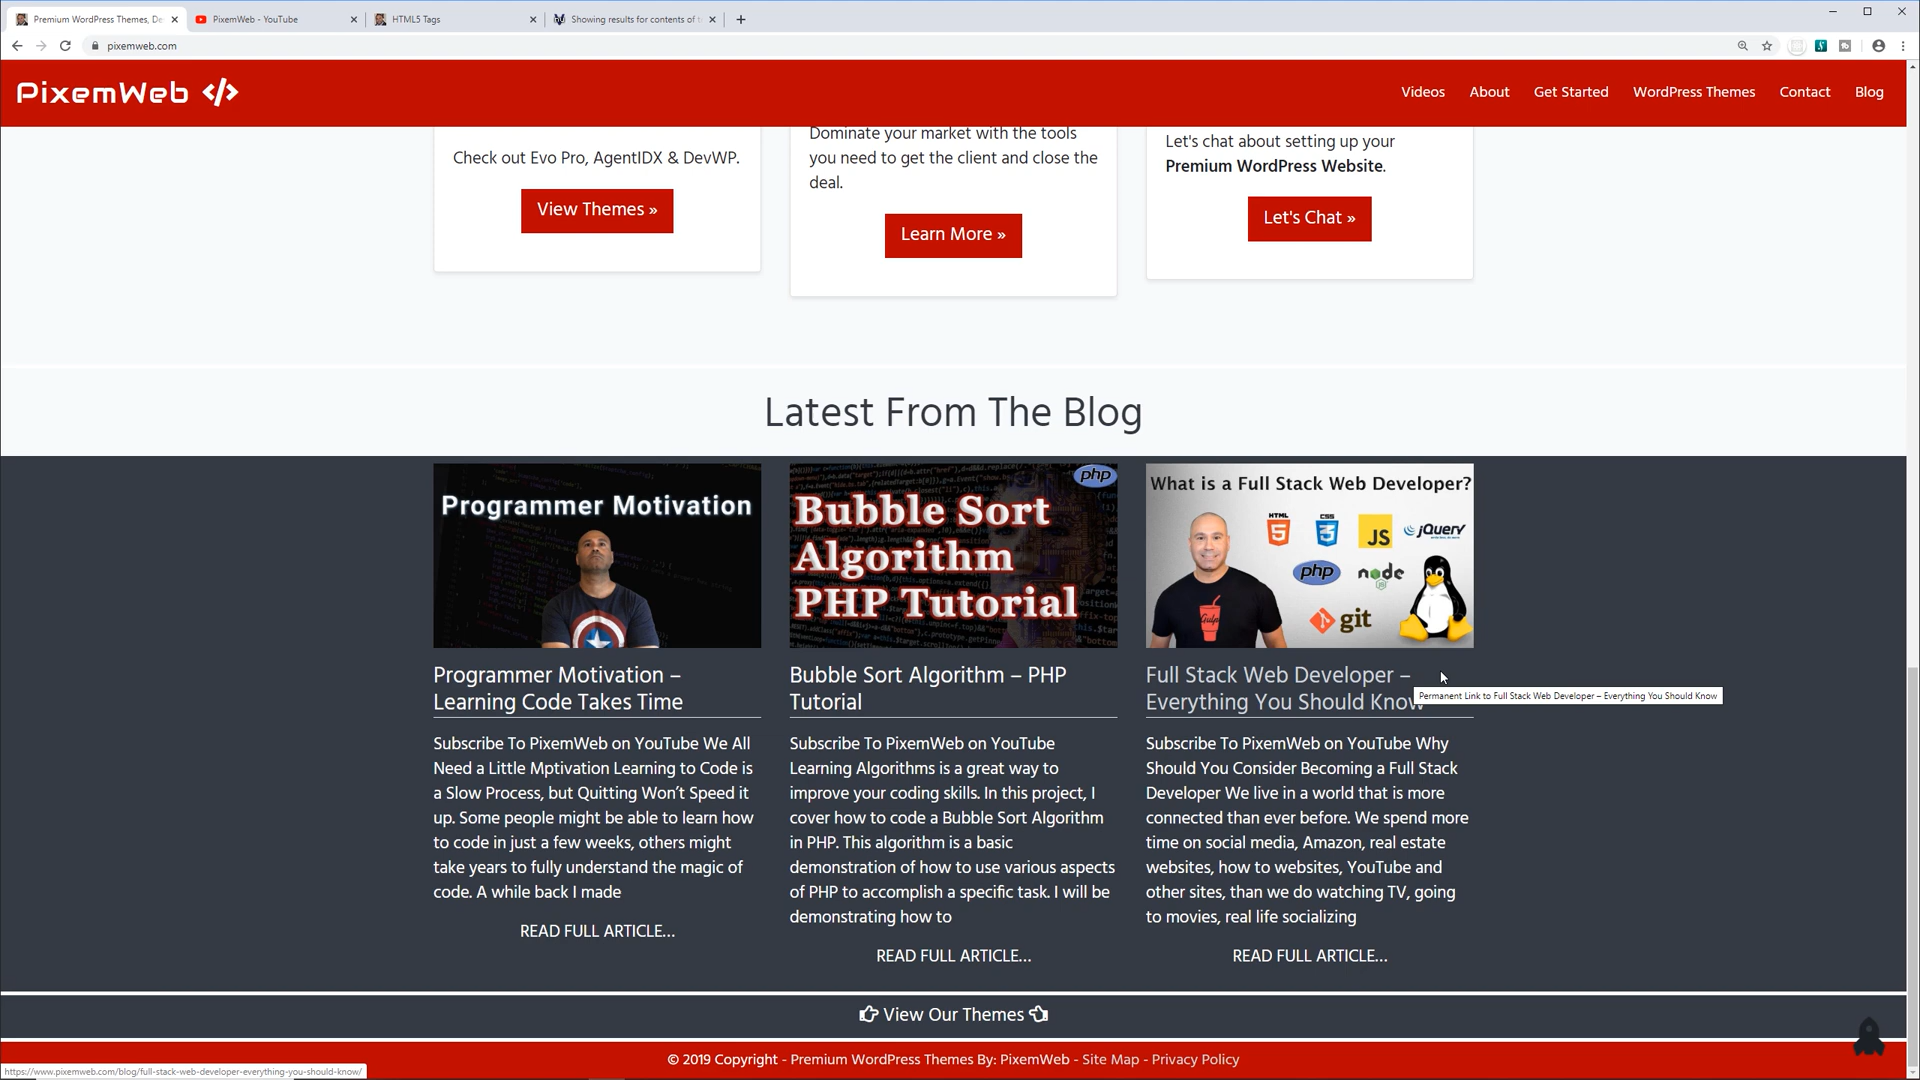 Premium WordPress Themes, De
PixemWeb - YouTube
HTML5 Tags
Showing results for contents of
pixemweb.com
PixemWeb </>
Videos About Get Started WordPress Themes Contact Blog
Check out Evo Pro, AgentIDX & DevWP.
View Themes »
Dominate your market with the tools
you need to get the client and close the
deal.
Learn More »
Let's chat about setting up your
Premium WordPress Website.
Let's Chat »
Latest From The Blog
Programmer Motivation
php
Bubble Sort
Algorithm
PHP Tutorial
What is a Full Stack Web Developer?
HTML 5
CSS 3
JS
jQuery
php
node
JS
Gulp
git
Programmer Motivation –
Learning Code Takes Time
Subscribe To PixemWeb on YouTube We All
Need a Little Mptivation Learning to Code is
a Slow Process, but Quitting Won’t Speed it
up. Some people might be able to learn how
to code in just a few weeks, others might
take years to fully understand the magic of
code. A while back I made
READ FULL ARTICLE...
Bubble Sort Algorithm – PHP
Tutorial
Subscribe To PixemWeb on YouTube
Learning Algorithms is a great way to
improve your coding skills. In this project, I
cover how to code a Bubble Sort Algorithm
in PHP. This algorithm is a basic
demonstration of how to use various aspects
of PHP to accomplish a specific task. I will be
demonstrating how to
READ FULL ARTICLE...
Full Stack Web Developer –
Everything You Should Know
Permanent Link to Full Stack Web Developer – Everything You Should Know
Subscribe To PixemWeb on YouTube Why
Should You Consider Becoming a Full Stack
Developer We live in a world that is more
connected than ever before. We spend more
time on social media, Amazon, real estate
websites, how to websites, YouTube and
other sites, than we do watching TV, going
to movies, real life socializing
READ FULL ARTICLE...
View Our Themes
© 2019 Copyright - Premium WordPress Themes By: PixemWeb - Site Map - Privacy Policy
https://www.pixemweb.com/blog/full-stack-web-developer-everything-you-should-know/